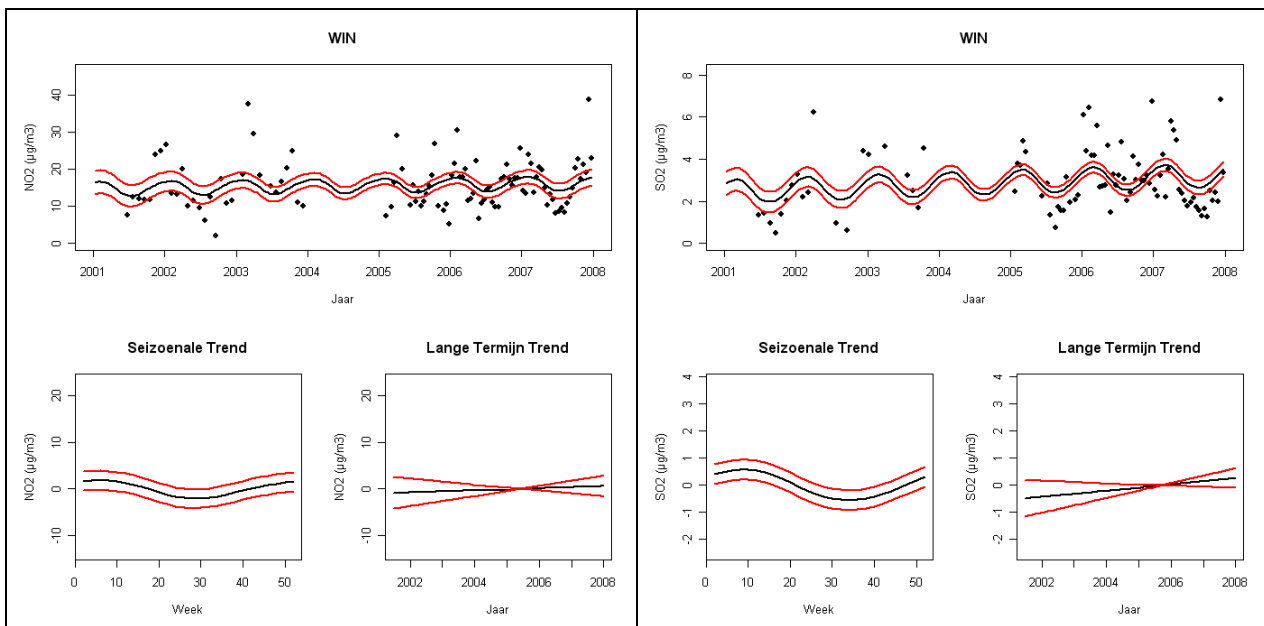 WIN
NO2 (µg/m3)
40
30
20
10
0
2001 2002 2003 2004 2005 2006 2007 2008
Jaar
Seizoenale Trend
NO2 (µg/m3)
20
10
0
-10
0 10 20 30 40 50
Week
Lange Termijn Trend
NO2 (µg/m3)
20
10
0
-10
2002 2004 2006 2008
Jaar
WIN
SO2 (µg/m3)
8
6
4
2
0
2001 2002 2003 2004 2005 2006 2007 2008
Jaar
Seizoenale Trend
SO2 (µg/m3)
4
3
2
1
0
-1
-2
0 10 20 30 40 50
Week
Lange Termijn Trend
SO2 (µg/m3)
4
3
2
1
0
-1
-2
2002 2004 2006 2008
Jaar